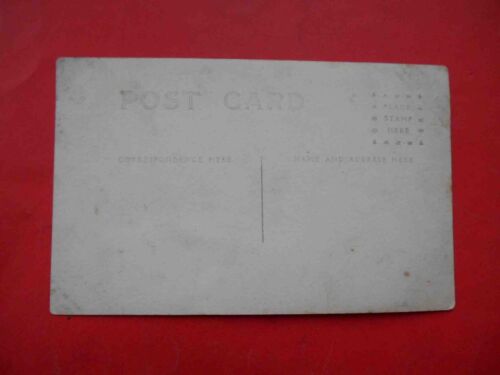 POST CARD
PLACE
STAMP
HERE
CORRESPONDENCE HERE
NAME AND ADDRESS HERE